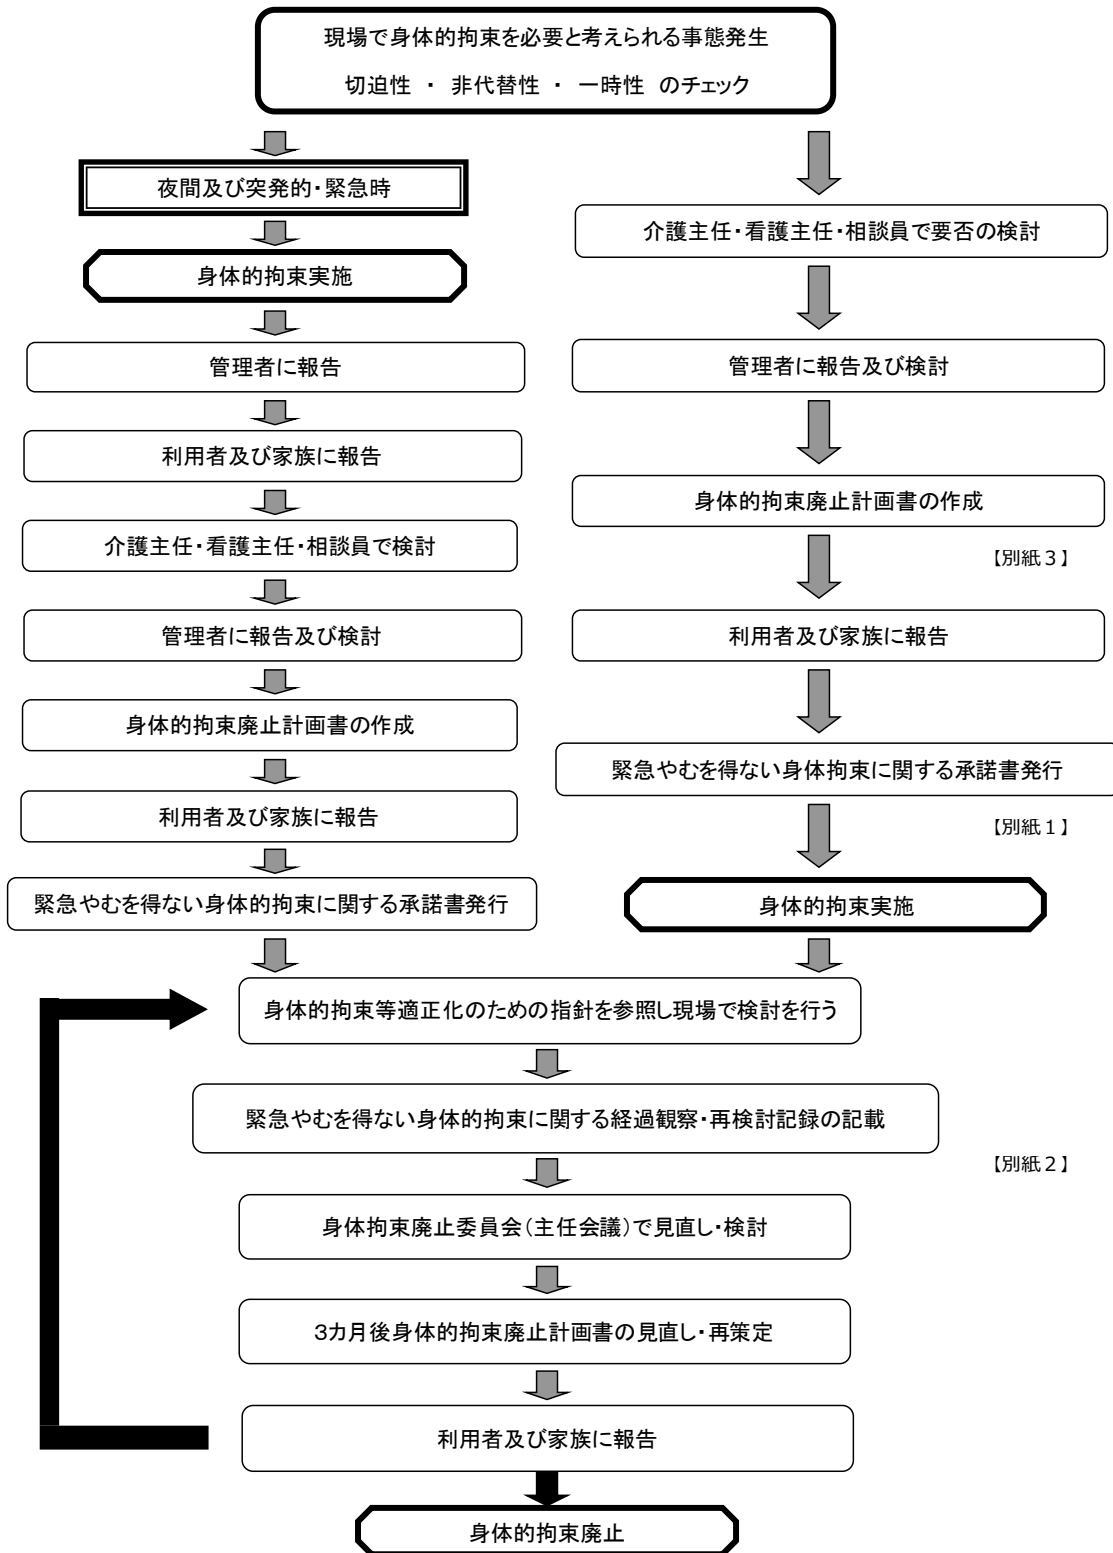 現場で身体的拘束を必要と考えられる事態発生
切迫性 ・ 非代替性 ・ 一時性 のチェック
夜間及び突発的・緊急時
身体的拘束実施
管理者に報告
利用者及び家族に報告
介護主任・看護主任・相談員で検討
管理者に報告及び検討
身体的拘束廃止計画書の作成
利用者及び家族に報告
緊急やむを得ない身体的拘束に関する承諾書発行
介護主任・看護主任・相談員で要否の検討
管理者に報告及び検討
身体的拘束廃止計画書の作成
【別紙３】
利用者及び家族に報告
緊急やむを得ない身体拘束に関する承諾書発行
【別紙１】
身体的拘束実施
身体的拘束等適正化のための指針を参照し現場で検討を行う
緊急やむを得ない身体的拘束に関する経過観察・再検討記録の記載
【別紙２】
身体拘束廃止委員会（主任会議）で見直し・検討
３カ月後身体的拘束廃止計画書の見直し・再策定
利用者及び家族に報告
身体的拘束廃止